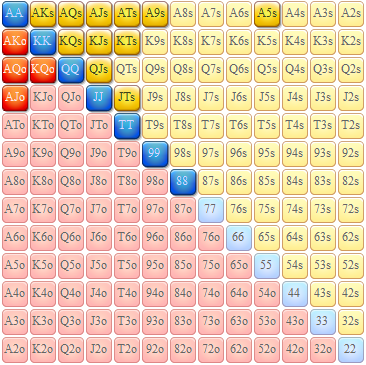 AA AKs AQs AJs ATs A9s A8s A7s A6s A5s A4s A3s A2s
AKo KK KQs KJs KTs K9s K8s K7s K6s K5s K4s K3s K2s
AQo KQo QQ QJs QTs Q9s Q8s Q7s Q6s Q5s Q4s Q3s Q2s
AJo KJo QJo JJ JTs J9s J8s J7s J6s J5s J4s J3s J2s
ATo KTo QTo JTo TT T9s T8s T7s T6s T5s T4s T3s T2s
A9o K9o Q9o J9o T9o 99 98s 97s 96s 95s 94s 93s 92s
A8o K8o Q8o J8o T8o 98o 88 87s 86s 85s 84s 83s 82s
A7o K7o Q7o J7o T7o 97o 87o 77 76s 75s 74s 73s 72s
A6o K6o Q6o J6o T6o 96o 86o 76o 66 65s 64s 63s 62s
A5o K5o Q5o J5o T5o 95o 85o 75o 65o 55 54s 53s 52s
A4o K4o Q4o J4o T4o 94o 84o 74o 64o 54o 44 43s 42s
A3o K3o Q3o J3o T3o 93o 83o 73o 63o 53o 43o 33 32s
A2o K2o Q2o J2o T2o 92o 82o 72o 62o 52o 42o 32o 22